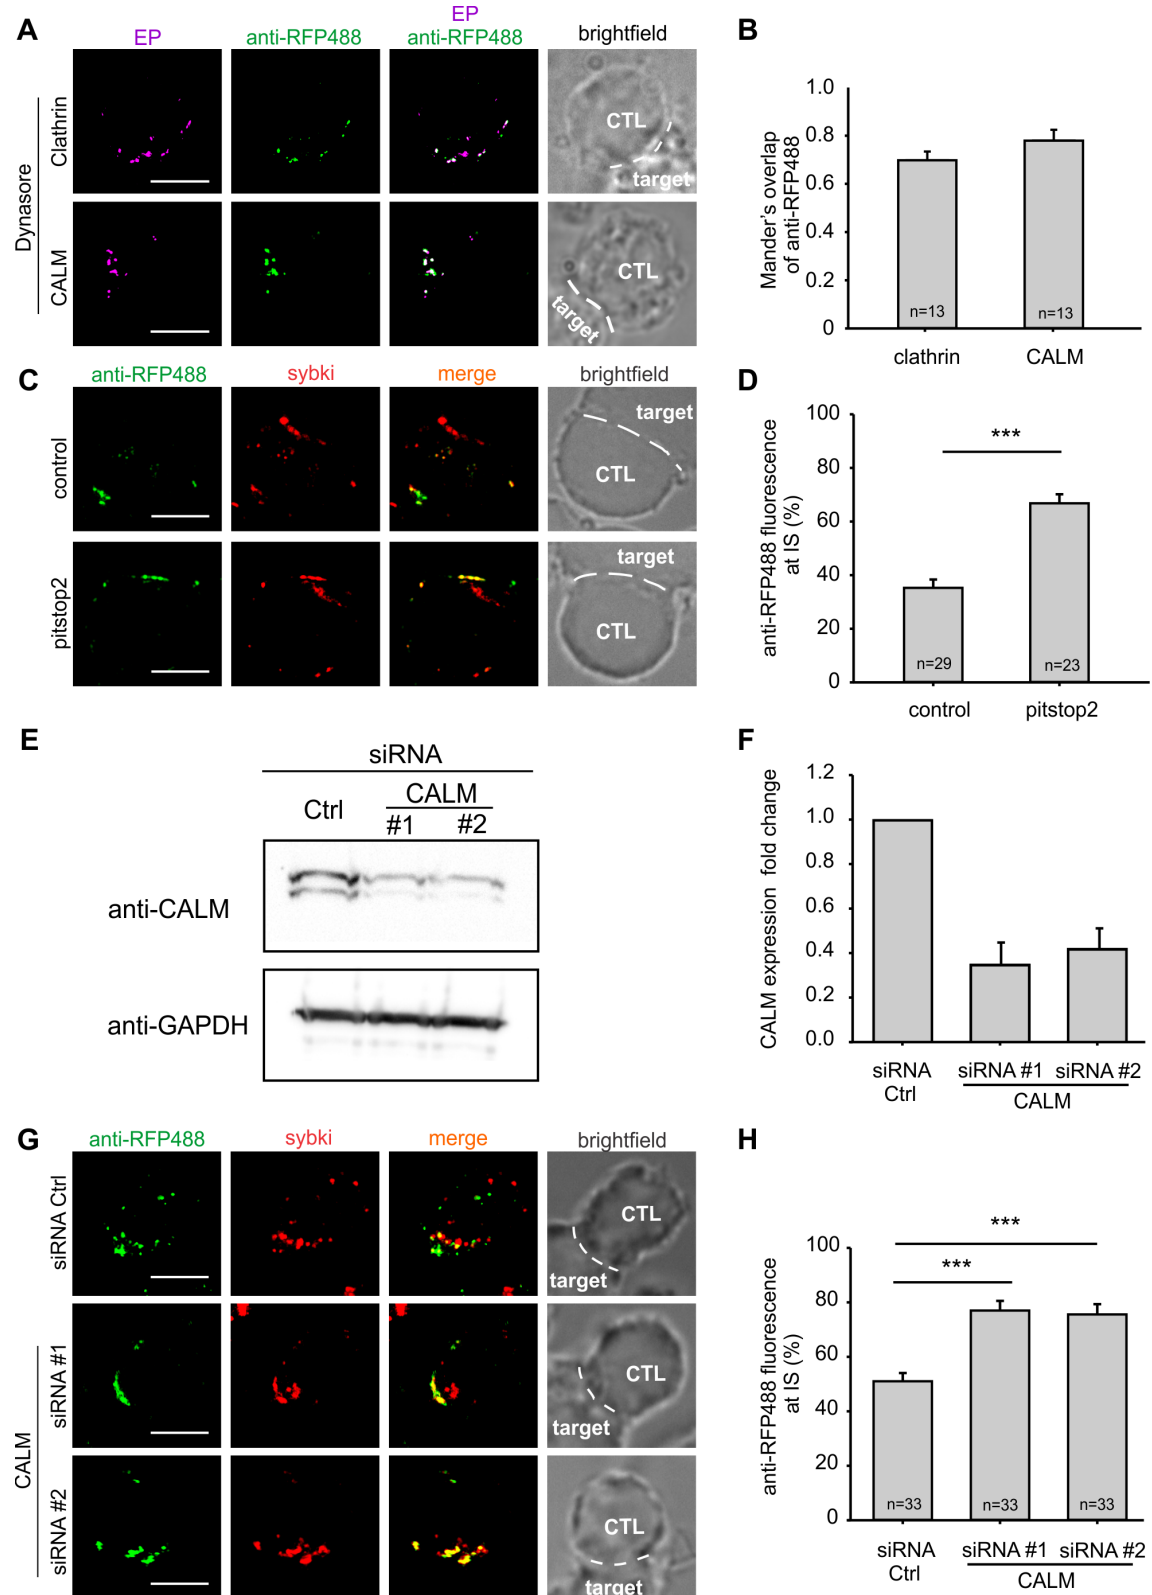 A
EP
anti-RFP488
EP
anti-RFP488
brightfield
Dynasore
Clathrin
CTL
target
CALM
CTL
target
B
Mander's overlap
of anti-RFP488
1.0
0.8
0.6
0.4
0.2
0
n=13
n=13
clathrin
CALM
C
anti-RFP488
sybki
merge
brightfield
control
target
CTL
pitstop2
target
CTL
D
anti-RFP488 fluorescence
at IS (%)
100
80
60
40
20
0
***
n=29
n=23
control
pitstop2
E
siRNA
Ctrl
CALM
#1
#2
anti-CALM
anti-GAPDH
F
CALM expression fold change
1.2
1.0
0.8
0.6
0.4
0.2
0.0
siRNA
Ctrl
siRNA #1
siRNA #2
CALM
G
anti-RFP488
sybki
merge
brightfield
siRNA Ctrl
CTL
target
CALM
siRNA #1
CTL
target
siRNA #2
CTL
target
H
anti-RFP488 fluorescence
at IS (%)
100
80
60
40
20
0
***
***
n=33
n=33
n=33
siRNA
Ctrl
siRNA #1
siRNA #2
CALM